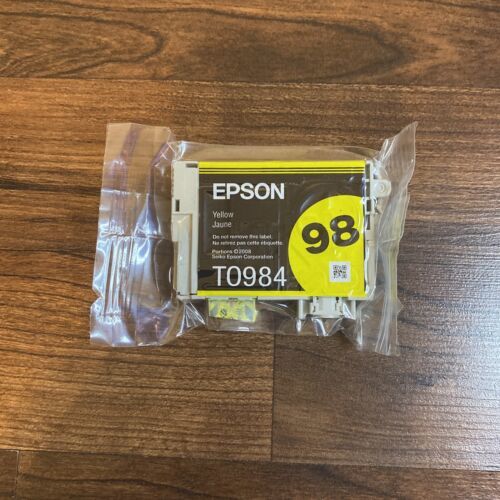 EPSON
Yellow
Jaune
Do not remove this label.
Ne retirez pas cette étiquette.
Portions ©2008
Seiko Epson Corporation
T0984
98